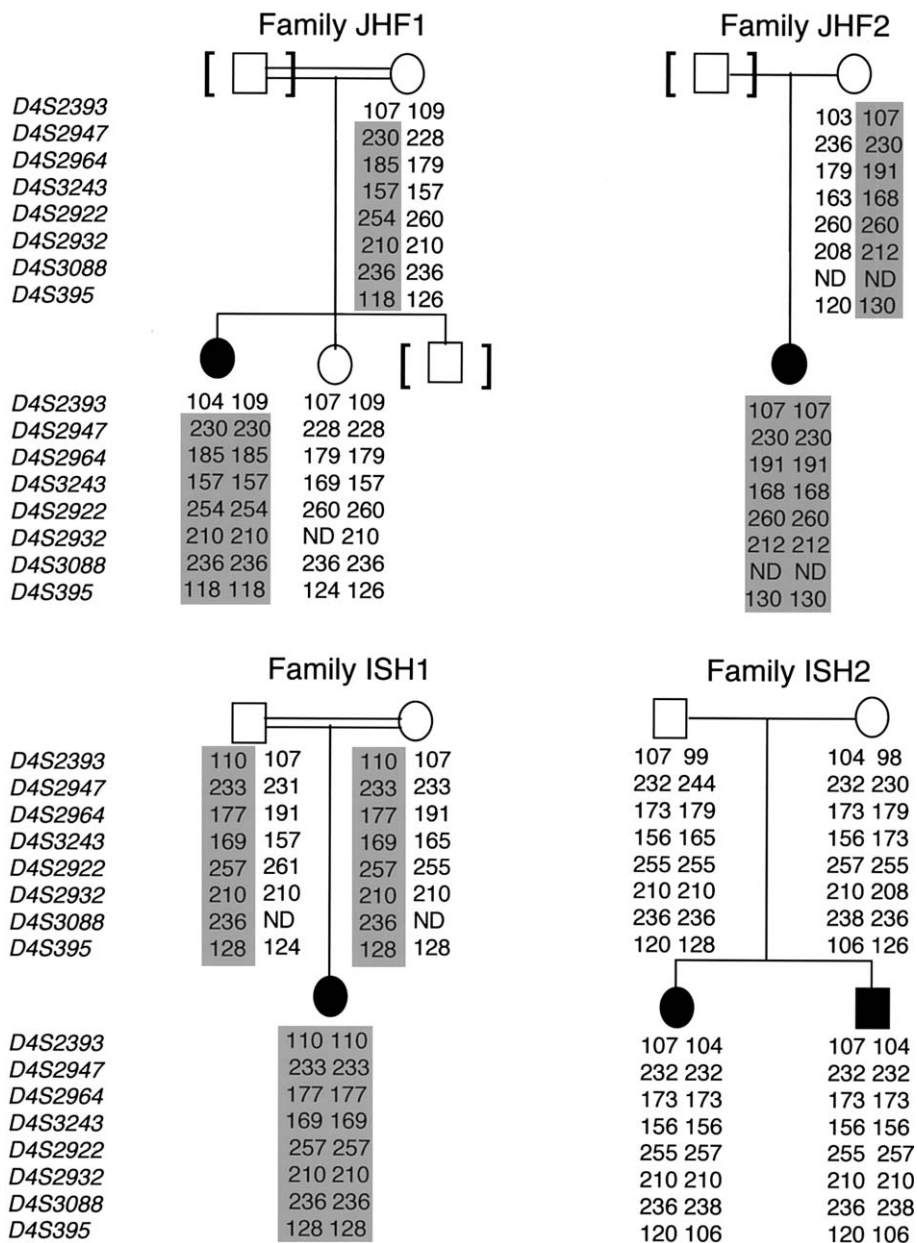 Family JHF1 Family JHF2
[ ] [ ]
D4S2393 107 109 103 107
D4S2947 230 228 236 230
D4S2964 185 179 179 191
D4S3243 157 157 163 168
D4S2922 254 260 260 260
D4S2932 210 210 208 212
D4S3088 236 236 ND ND
D4S395 118 126 120 130
[ ]
D4S2393 104 109 107 109 107 107
D4S2947 230 230 228 228 230 230
D4S2964 185 185 179 179 191 191
D4S3243 157 157 169 157 168 168
D4S2922 254 254 260 260 260 260
D4S2932 210 210 ND 210 212 212
D4S3088 236 236 236 236 ND ND
D4S395 118 118 124 126 130 130
Family ISH1 Family ISH2
D4S2393 110 107 110 107 107 99 104 98
D4S2947 233 231 233 233 232 244 232 230
D4S2964 177 191 177 191 173 179 173 179
D4S3243 169 157 169 165 156 165 156 173
D4S2922 257 261 257 255 255 255 257 255
D4S2932 210 210 210 210 210 210 210 208
D4S3088 236 ND 236 ND 236 236 238 236
D4S395 128 124 128 128 120 128 106 126
D4S2393 110 110 107 104 107 104
D4S2947 233 233 232 232 232 232
D4S2964 177 177 173 173 173 173
D4S3243 169 169 156 156 156 156
D4S2922 257 257 255 257 255 257
D4S2932 210 210 210 210 210 210
D4S3088 236 236 236 238 236 238
D4S395 128 128 120 106 120 106